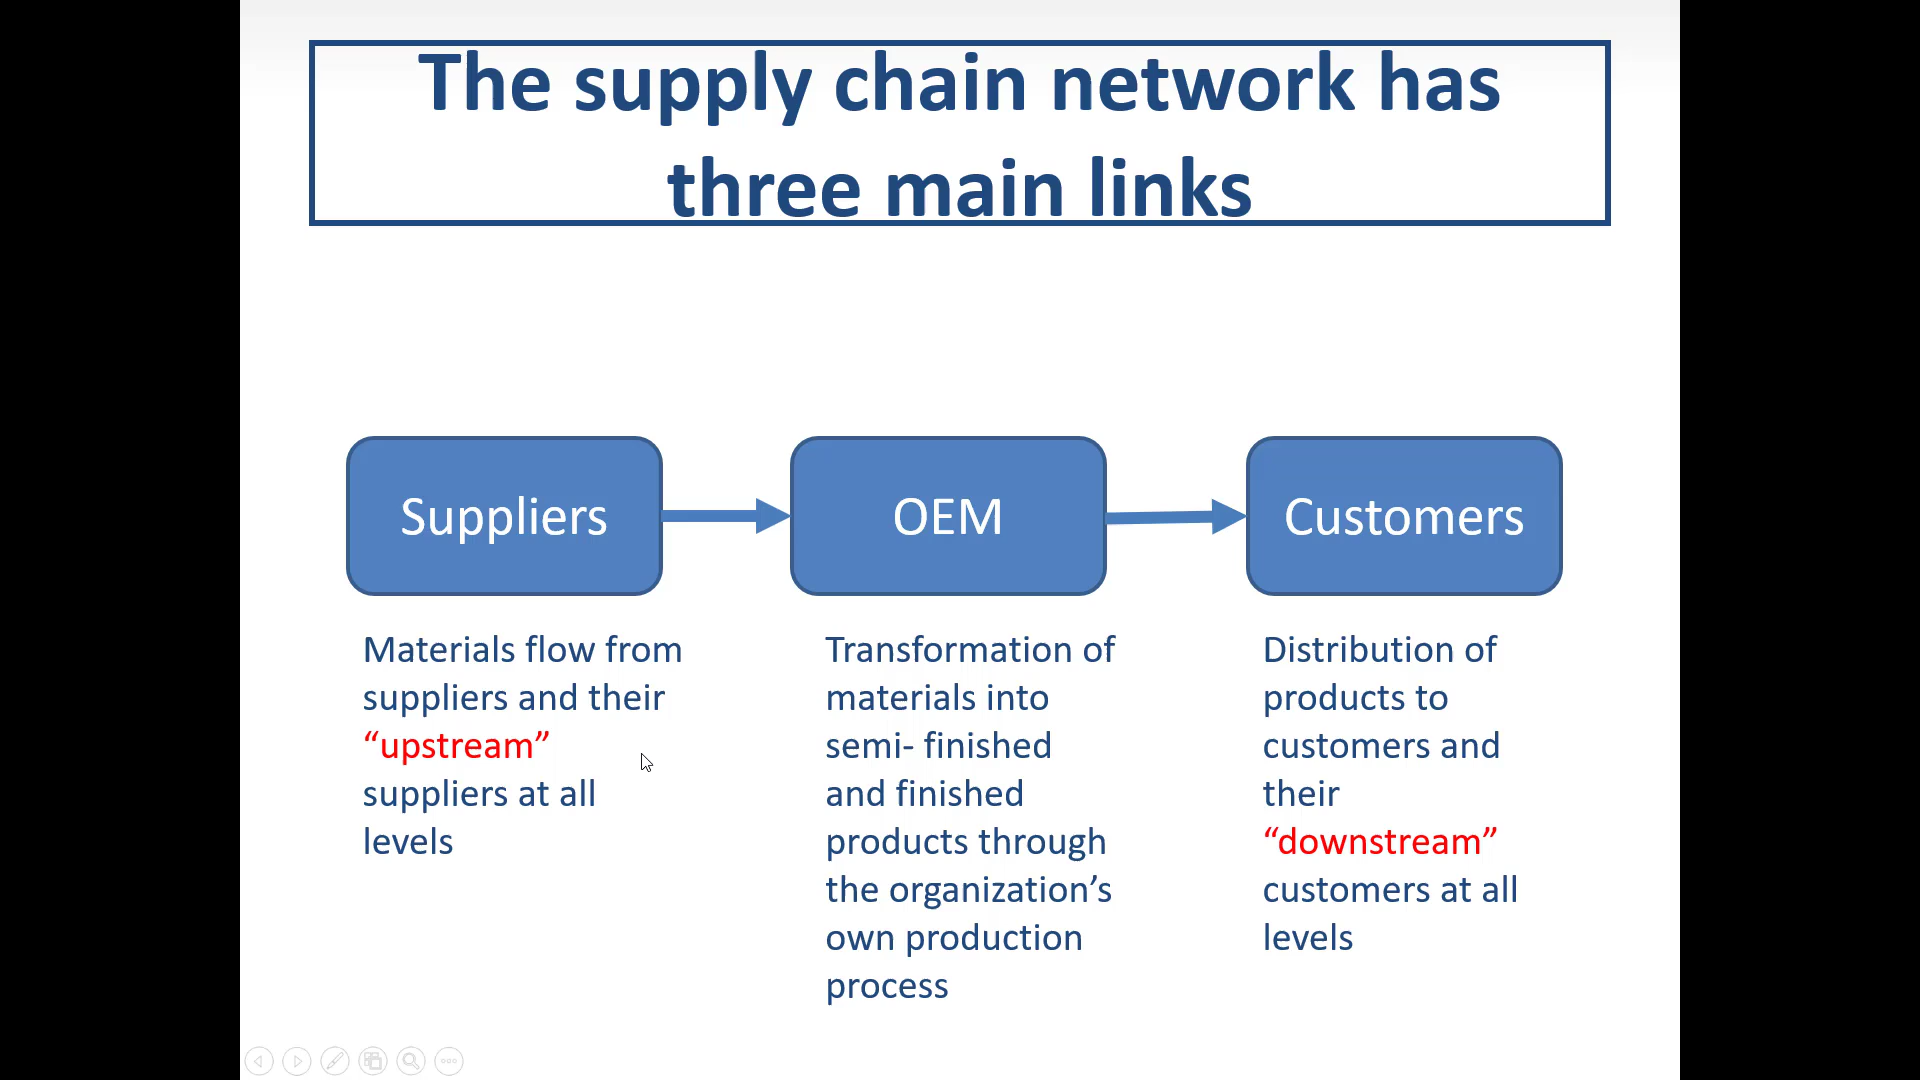 The supply chain network has
three main links
Suppliers
OEM
Customers
Materials flow from
suppliers and their
“upstream”
suppliers at all
levels
Transformation of
materials into
semi- finished
and finished
products through
the organization’s
own production
process
Distribution of
products to
customers and
their
“downstream”
customers at all
levels